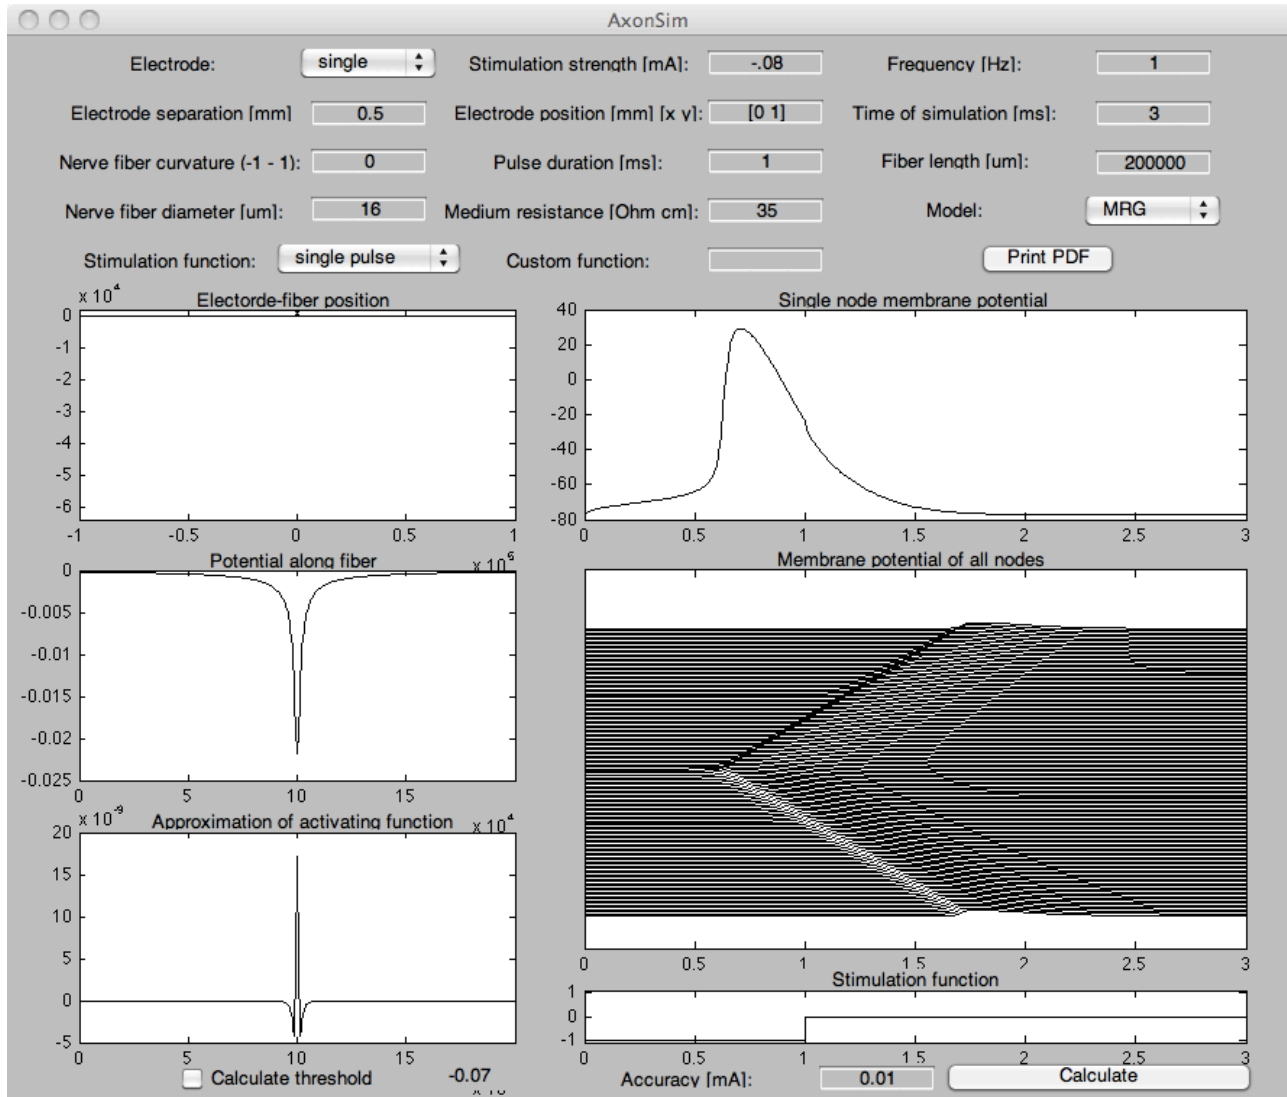 AxonSim
Electrode: single Stimulation strength [mA]: -.08 Frequency [Hz]: 1
Electrode separation [mm] 0.5 Electrode position [mm] [x y]: [0 1] Time of simulation [ms]: 3
Nerve fiber curvature (-1 - 1): 0 Pulse duration [ms]: 1 Fiber length [um]: 200000
Nerve fiber diameter [um]: 16 Medium resistance [Ohm cm]: 35 Model: MRG
Stimulation function: single pulse Custom function: Print PDF
x 10^4 Electorde-fiber position
0
-1
-2
-3
-4
-5
-6
-1 -0.5 0 0.5 1
Single node membrane potential
40
20
0
-20
-40
-60
-80
0 0.5 1 1.5 2 2.5 3
Potential along fiber x 10^5
0
-0.005
-0.01
-0.015
-0.02
-0.025
0 5 10 15
Membrane potential of all nodes
0 0.5 1 1.5 2 2.5 3
x 10^-9 Approximation of activating function x 10^4
20
15
10
5
0
-5
0 5 10 15
Stimulation function
1
0
-1
0 0.5 1 1.5 2 2.5 3
Calculate threshold -0.07 Accuracy [mA]: 0.01 Calculate